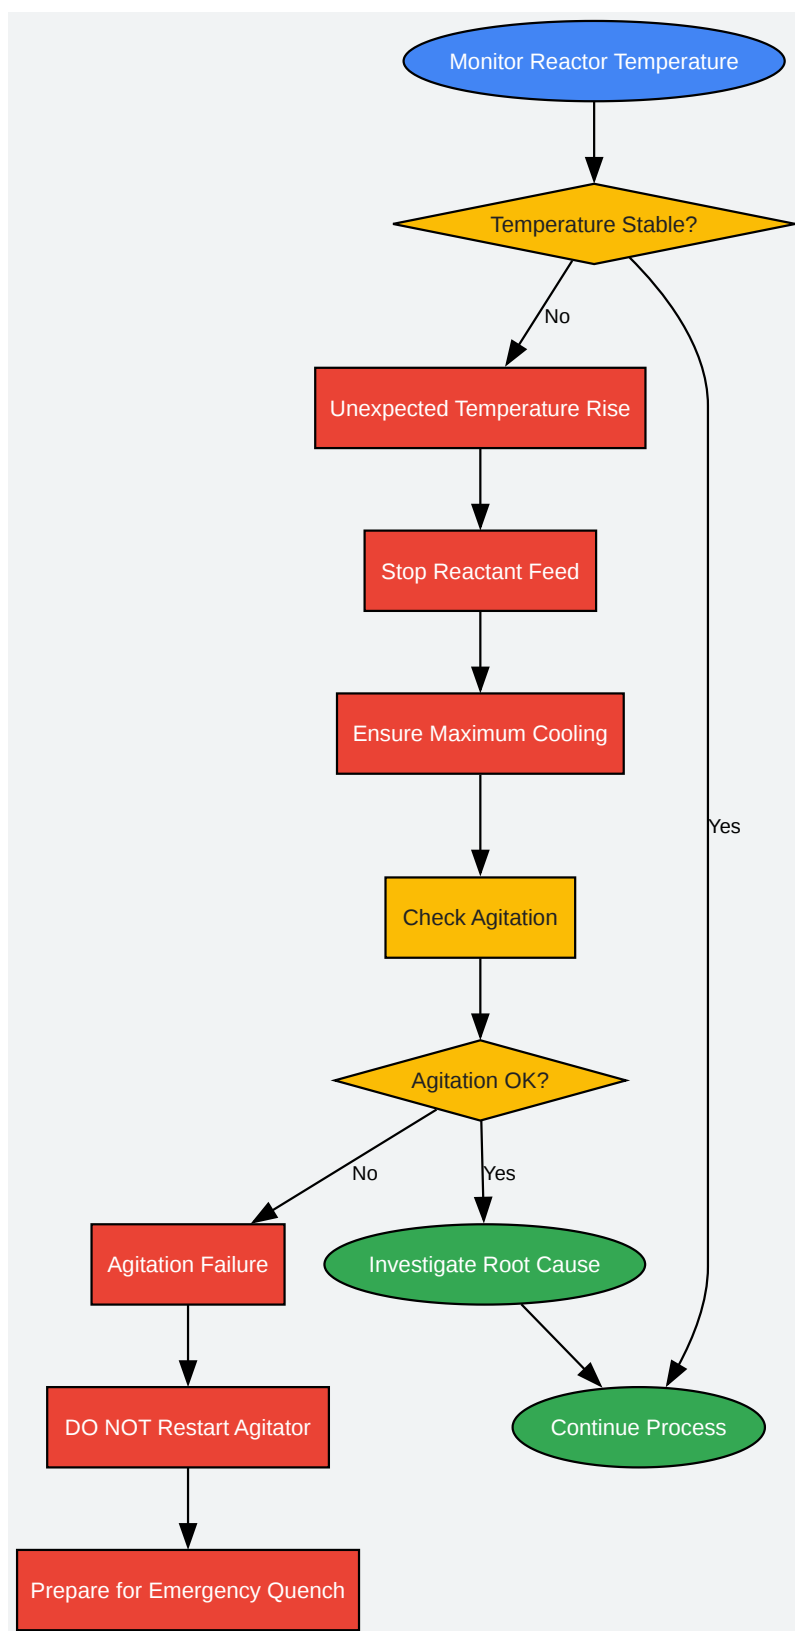 Monitor Reactor Temperature
Temperature Stable?
No
Unexpected Temperature Rise
Stop Reactant Feed
Ensure Maximum Cooling
Yes
Check Agitation
Agitation OK?
No
Yes
Agitation Failure
Investigate Root Cause
DO NOT Restart Agitator
Continue Process
Prepare for Emergency Quench